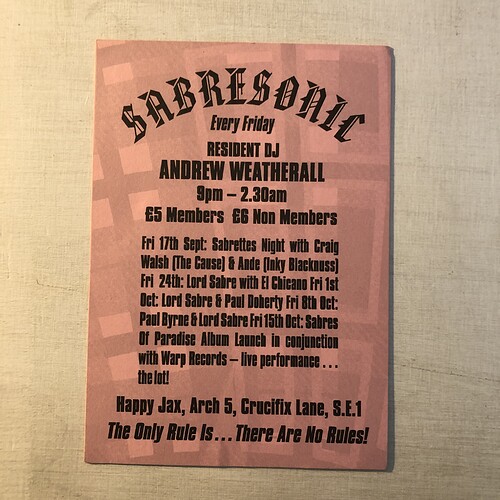 SABRESONIC
Every Friday
RESIDENT DJ
ANDREW WEATHERALL
9pm – 2.30am
£5 Members £6 Non Members
Fri 17th Sept: Sabrettes Night with Craig
Walsh (The Cause) & Ande (Inky Blacknuss)
Fri 24th: Lord Sabre with El Chicano Fri 1st
Oct: Lord Sabre & Paul Doherty Fri 8th Oct:
Paul Byrne & Lord Sabre Fri 15th Oct: Sabres
Of Paradise Album Launch in conjunction
with Warp Records – live performance . . .
the lot!
Happy Jax, Arch 5, Crucifix Lane, S.E.1
The Only Rule Is . . . There Are No Rules!